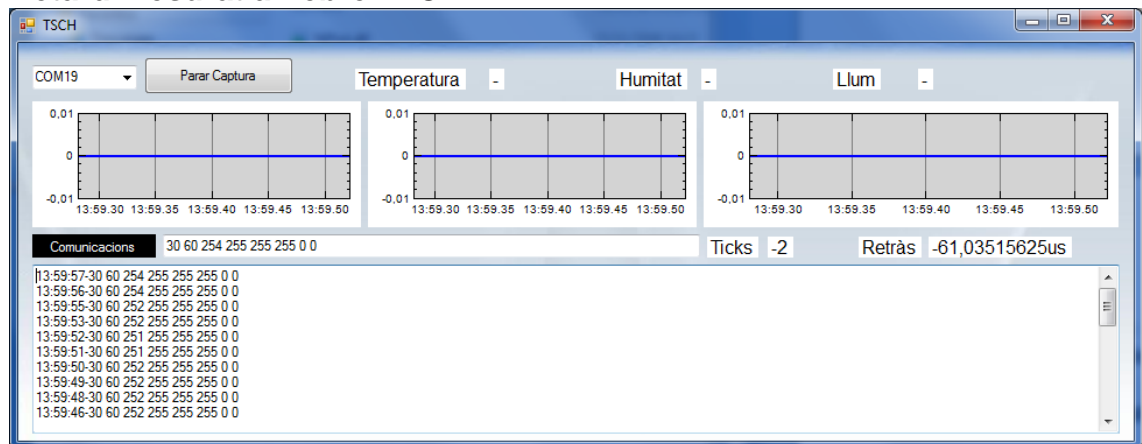 TSCH
COM19 Parar Captura Temperatura - Humitat - Llum -
0,01 0,01 0,01
0 0 0
-0,01 -0,01 -0,01
13:59.30 13:59.35 13:59.40 13:59.45 13:59.50 13:59.30 13:59.35 13:59.40 13:59.45 13:59.50 13:59.30 13:59.35 13:59.40 13:59.45 13:59.50
Comunicacions 30 60 254 255 255 255 0 0 Ticks -2 Retràs -61,03515625us
13:59:57-30 60 254 255 255 255 0 0
13:59:56-30 60 254 255 255 255 0 0
13:59:55-30 60 252 255 255 255 0 0
13:59:53-30 60 252 255 255 255 0 0
13:59:52-30 60 251 255 255 255 0 0
13:59:51-30 60 251 255 255 255 0 0
13:59:50-30 60 252 255 255 255 0 0
13:59:49-30 60 252 255 255 255 0 0
13:59:48-30 60 252 255 255 255 0 0
13:59:46-30 60 252 255 255 255 0 0